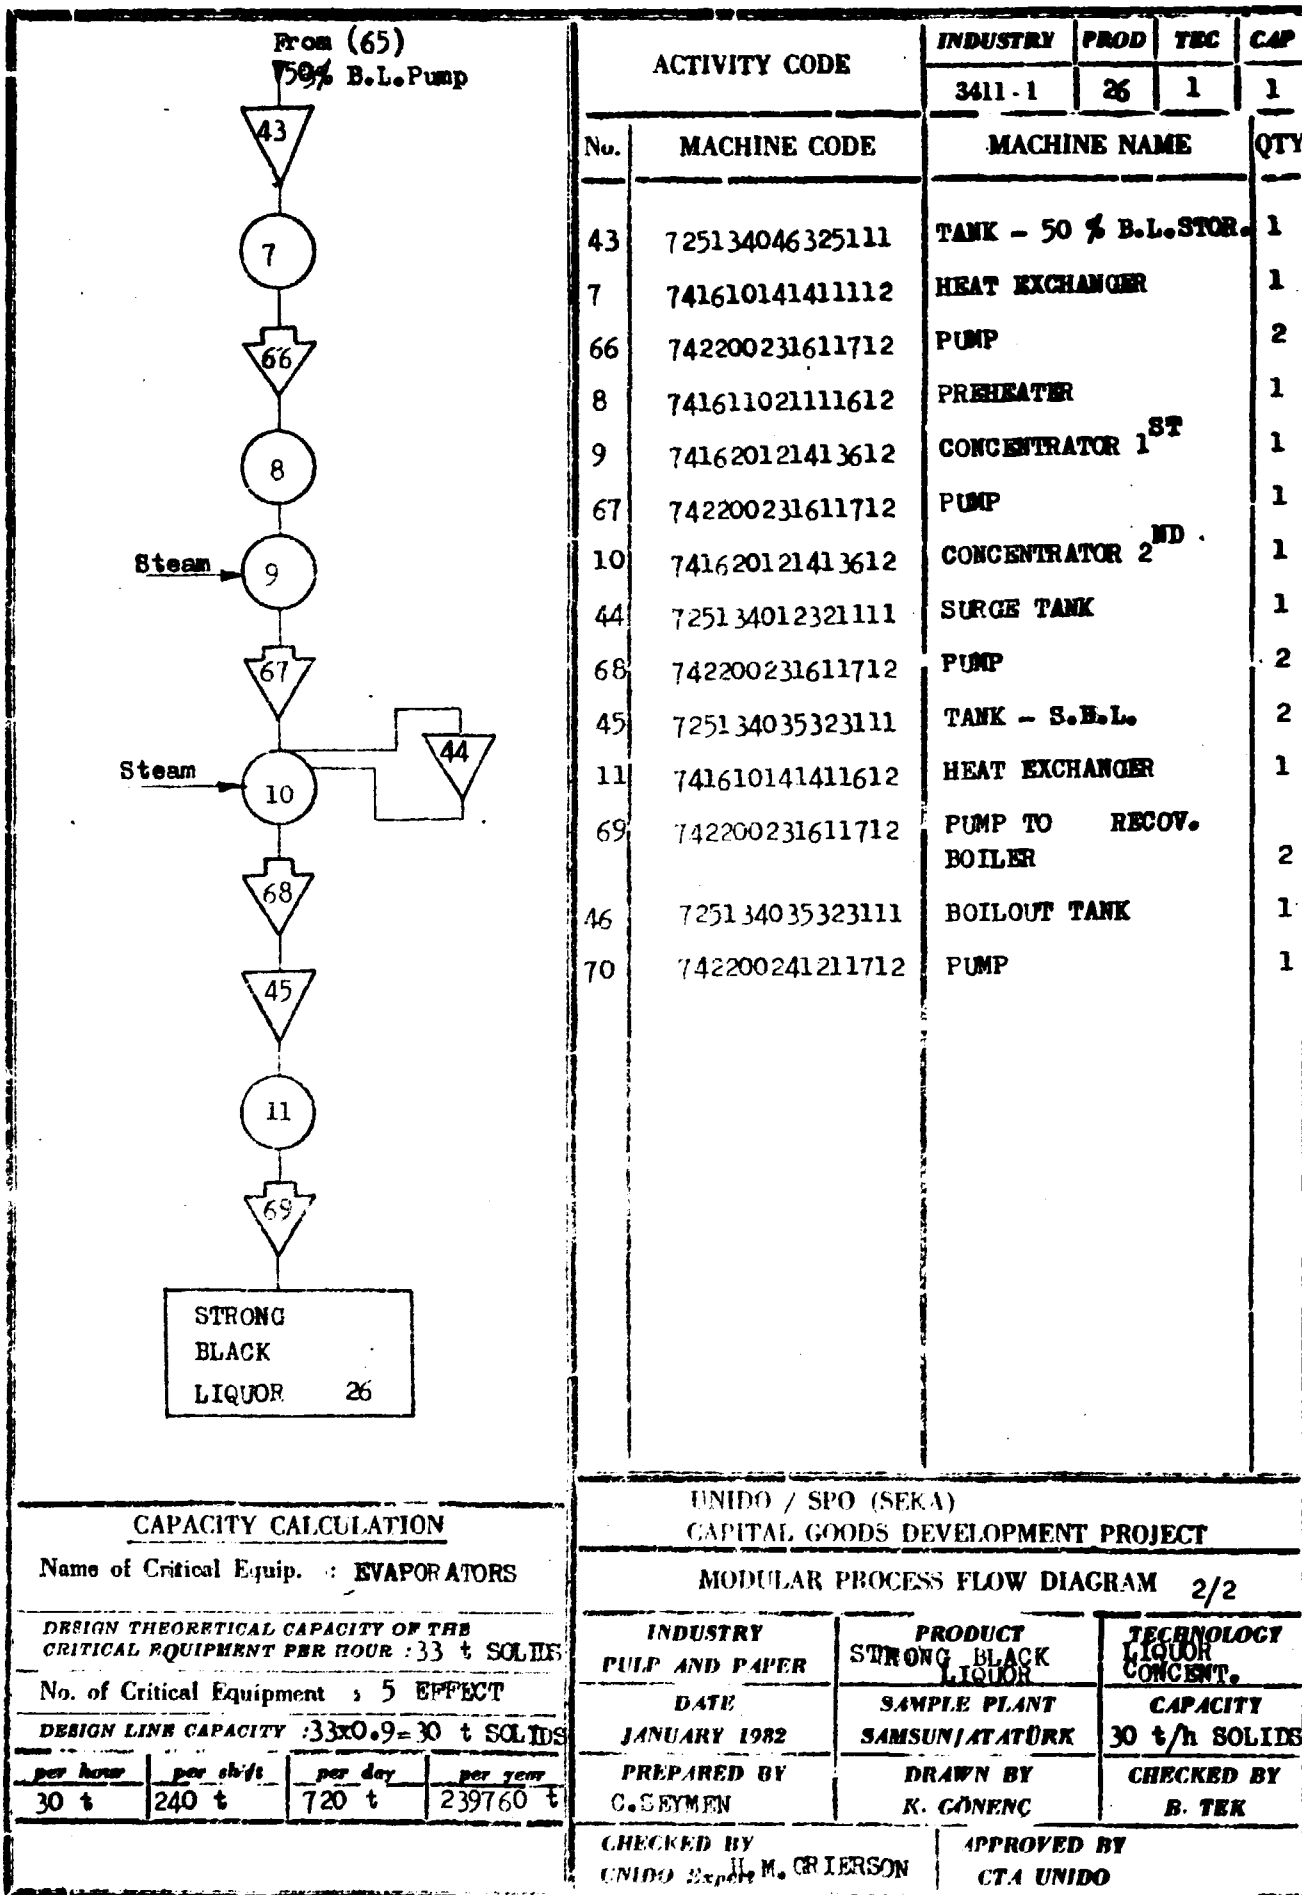 From (65)
50% B.L.Pump
43
7
66
8
Steam
9
67
44
Steam
10
68
45
11
69
STRONG
BLACK
LIQUOR 26
ACTIVITY CODE
INDUSTRY PROD TEC CAP
3411-1 26 1 1
No. MACHINE CODE MACHINE NAME QTY
43 725134046325111 TANK - 50 % B.L.STOR. 1
7 741610141411112 HEAT EXCHANGER 1
66 742200231611712 PUMP 2
8 741611021111612 PREHEATER 1
9 741620121413612 CONCENTRATOR 1ST 1
67 742200231611712 PUMP 1
10 741620121413612 CONCENTRATOR 2ND 1
44 725134012321111 SURGE TANK 1
68 742200231611712 PUMP 2
45 725134035323111 TANK - S.B.L. 2
11 741610141411612 HEAT EXCHANGER 1
69 742200231611712 PUMP TO RECOV.
BOILER 2
46 725134035323111 BOILOUT TANK 1
70 742200241211712 PUMP 1
CAPACITY CALCULATION
Name of Critical Equip. : EVAPORATORS
DESIGN THEORETICAL CAPACITY OF THE
CRITICAL EQUIPMENT PER HOUR : 33 t SOLIDS
No. of Critical Equipment : 5 EFFECT
DESIGN LINE CAPACITY :33x0.9=30 t SOLIDS
per hour per shift per day per year
30 t 240 t 720 t 239760 t
UNIDO / SPO (SEKA)
CAPITAL GOODS DEVELOPMENT PROJECT
MODULAR PROCESS FLOW DIAGRAM 2/2
INDUSTRY
PULP AND PAPER
PRODUCT
STRONG BLACK
LIQUOR
TECHNOLOGY
LIQUOR
CONCENT.
DATE
JANUARY 1982
SAMPLE PLANT
SAMSUN/ATATÜRK
CAPACITY
30 t/h SOLIDS
PREPARED BY
C.SEYMEN
DRAWN BY
K. GÖNENÇ
CHECKED BY
B. TEK
CHECKED BY
UNIDO Expert H.M. GRIERSON
APPROVED BY
CTA UNIDO